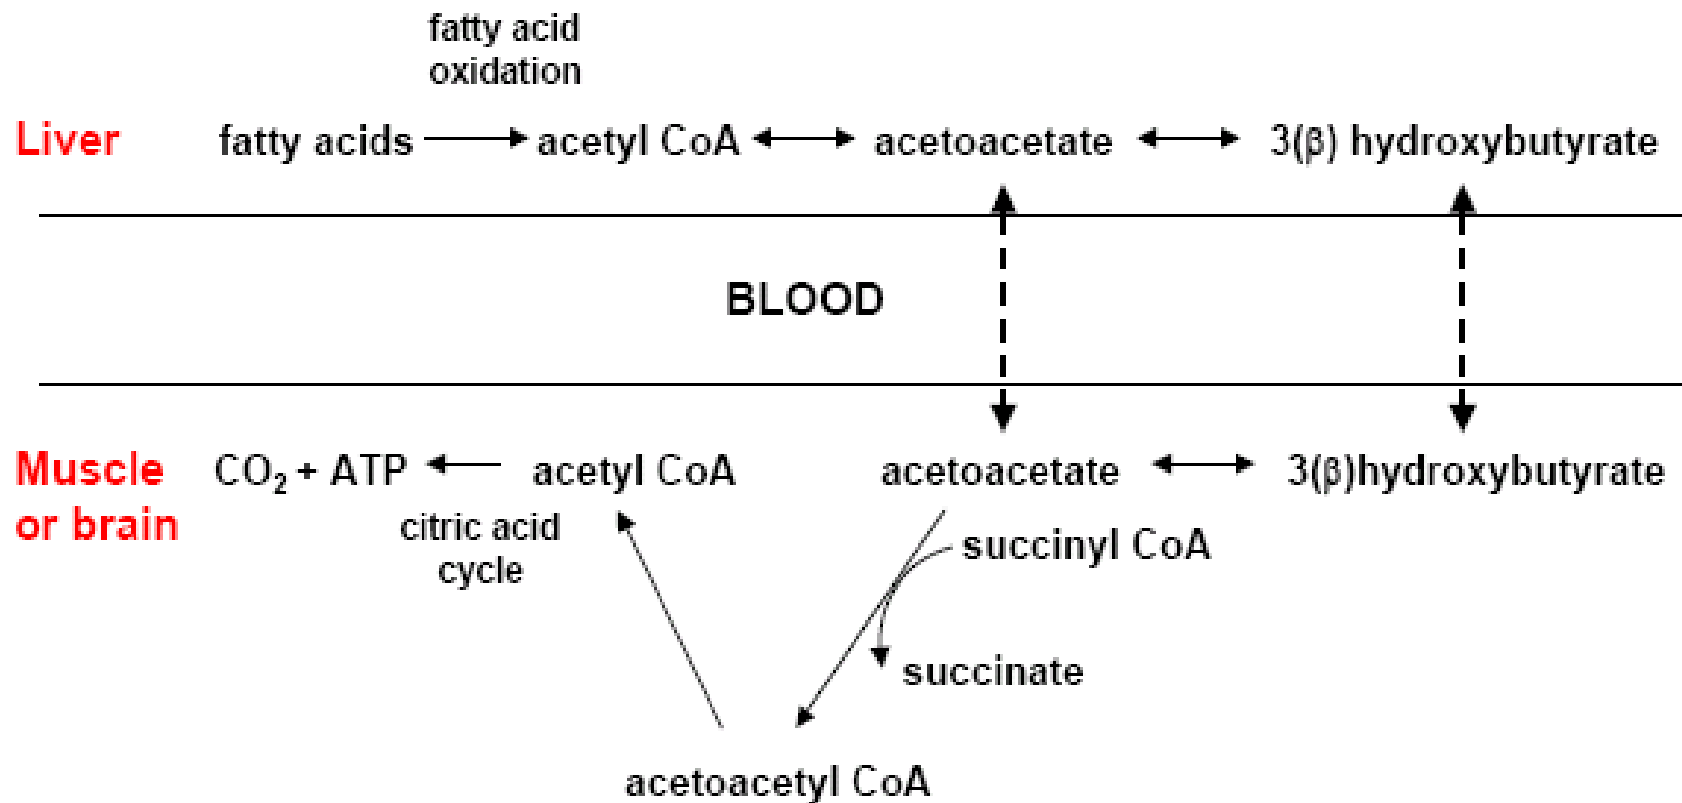 fatty acid
oxidation
Liver fatty acids acetyl CoA acetoacetate 3(β) hydroxybutyrate
BLOOD
Muscle
or brain
CO₂ + ATP acetyl CoA acetoacetate 3(β)hydroxybutyrate
citric acid
cycle
succinyl CoA
succinate
acetoacetyl CoA